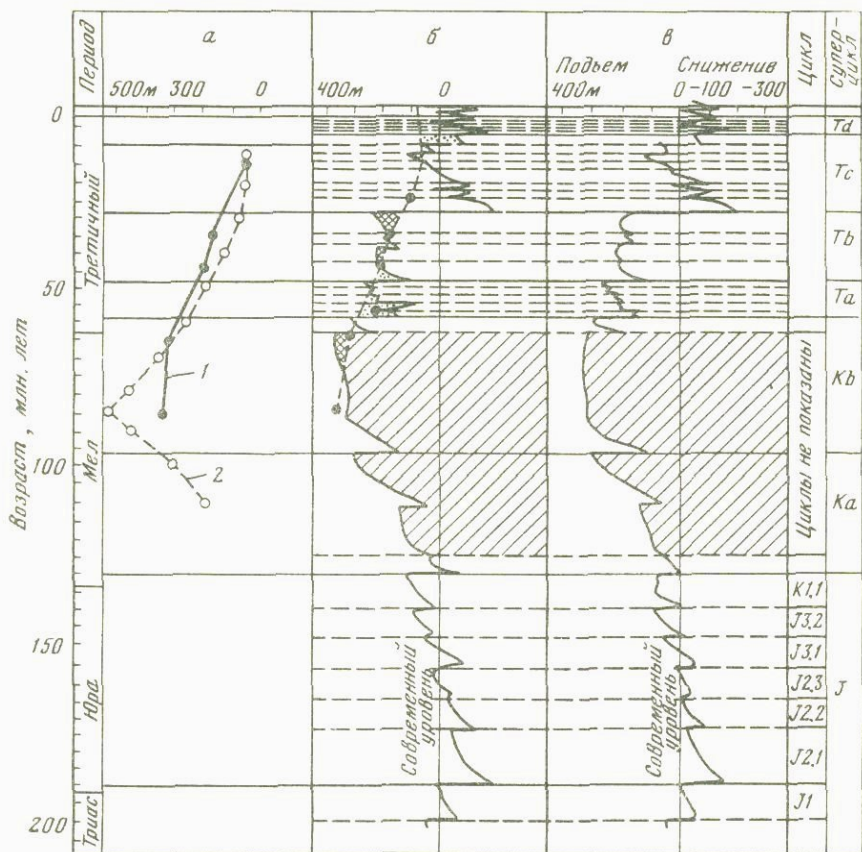 Период
а
б
в
Цикл
Супер-
цикл
500м 300 0
400м 0
Подъем Снижение
400м 0 -100 -300
Возраст, млн. лет
0
50
100
150
200
Третичный
Мел
Юра
Триас
1
2
Современный
уровень
Современный
уровень
Циклы не показаны
К1,1
J3,2
J3.1
J2,3
J2.2
J2,1
J1
Td
Tc
Tb
Ta
Kb
Ka
J